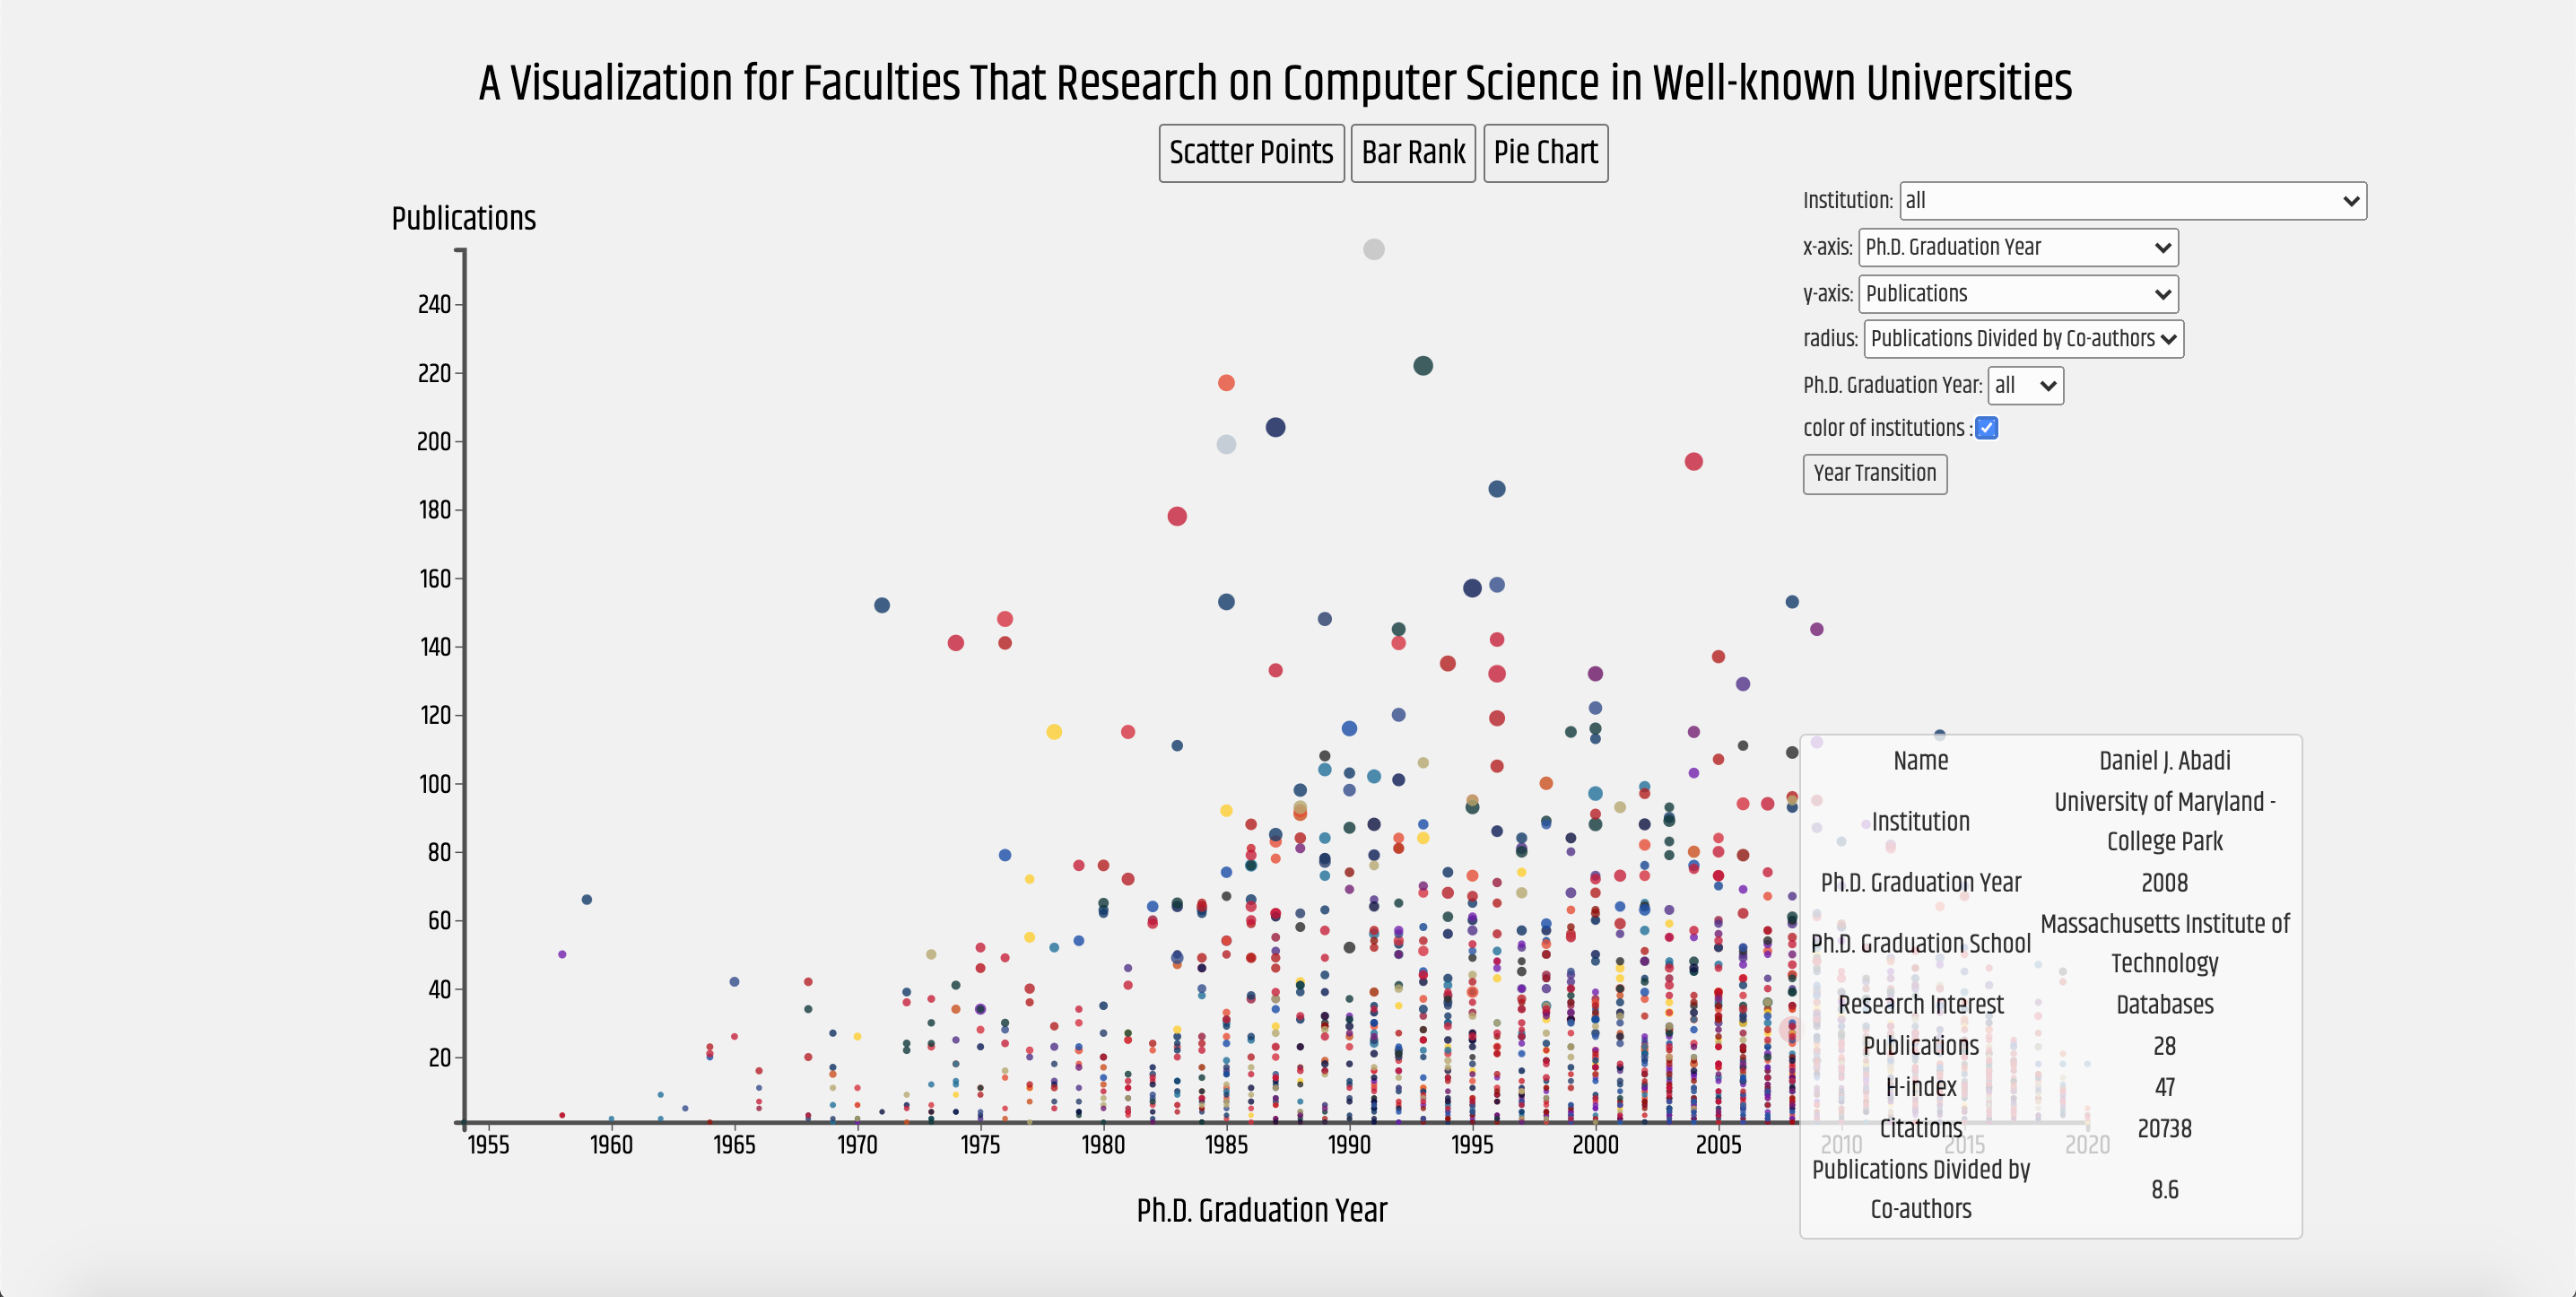 A Visualization for Faculties That Research on Computer Science in Well-known Universities
Scatter Points
Bar Rank
Pie Chart
Institution: all
x-axis: Ph.D. Graduation Year
y-axis: Publications
radius: Publications Divided by Co-authors
Ph.D. Graduation Year: all
color of institutions :
Year Transition
Publications
240
220
200
180
160
140
120
100
80
60
40
20
1955 1960 1965 1970 1975 1980 1985 1990 1995 2000 2005 2010 2015 2020
Ph.D. Graduation Year
Name Daniel J. Abadi
Institution University of Maryland -
College Park
Ph.D. Graduation Year 2008
Ph.D. Graduation School Massachusetts Institute of
Technology
Research Interest Databases
Publications 28
H-index 47
Citations 20738
Publications Divided by
Co-authors 8.6